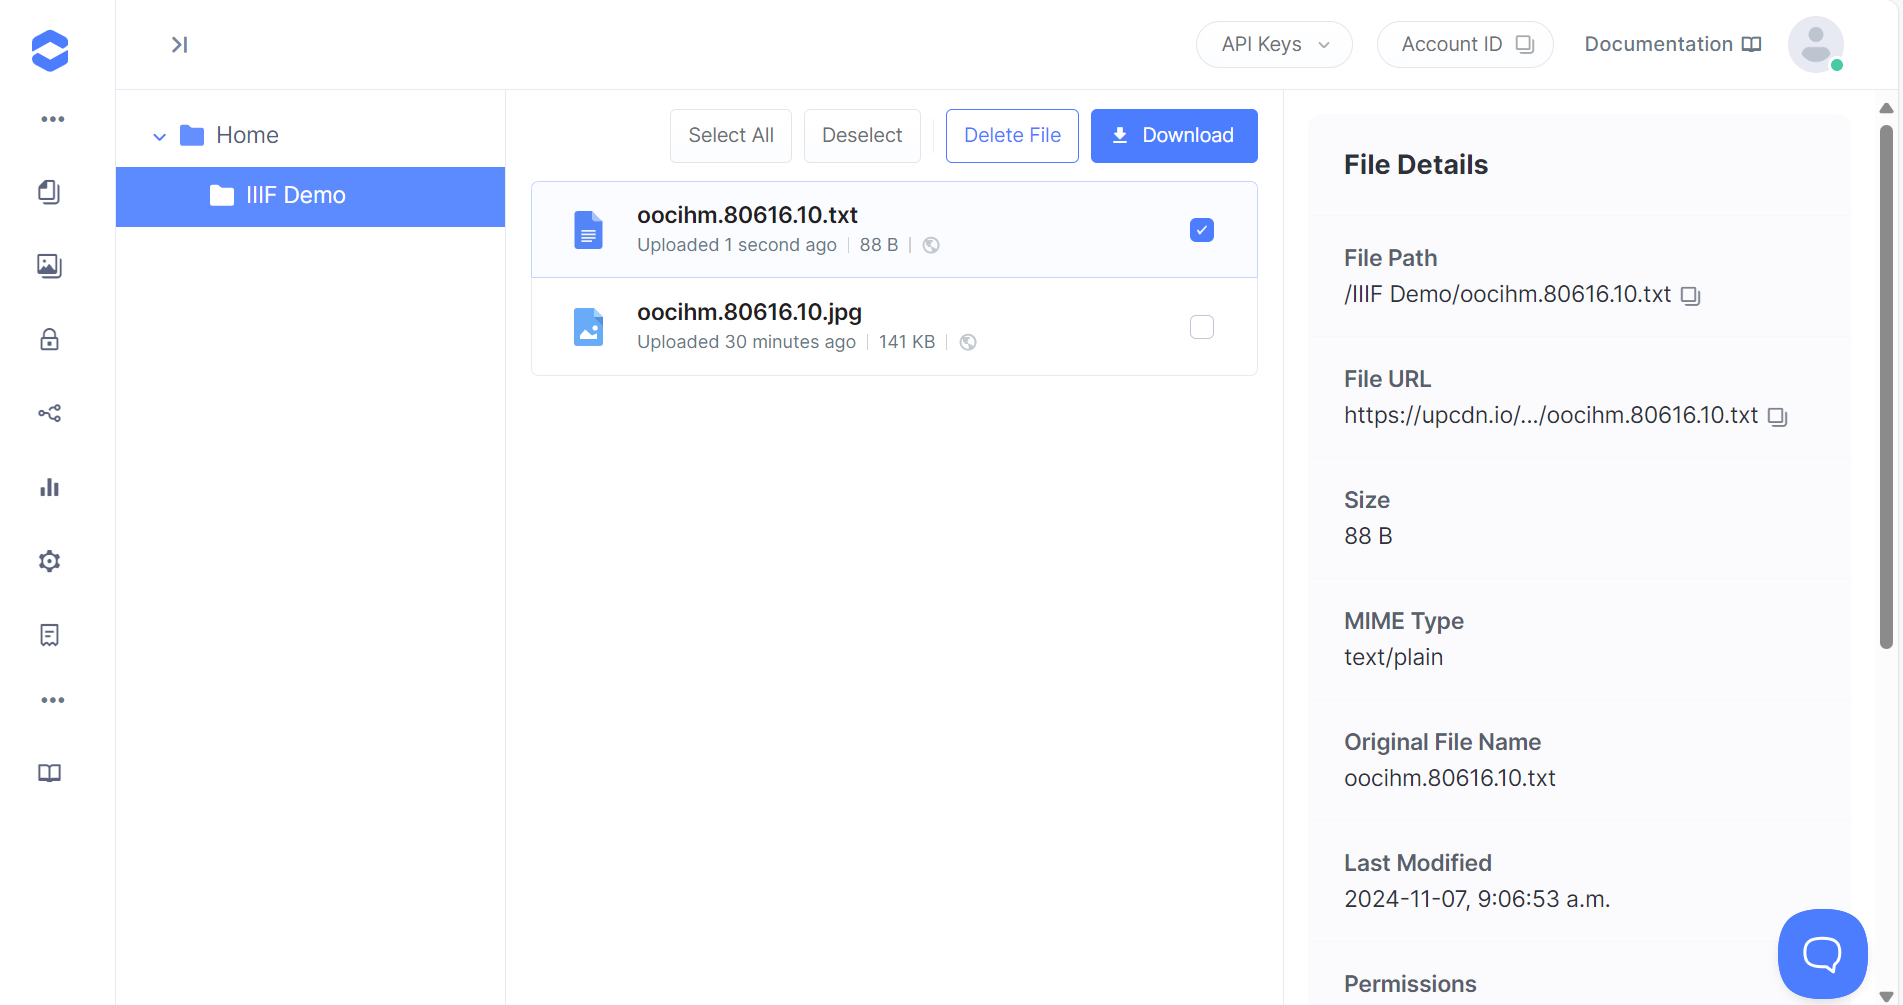 API Keys
Account ID
Documentation
Home
IIIF Demo
Select All
Deselect
Delete File
Download
oocihm.80616.10.txt
Uploaded 1 second ago | 88 B |
oocihm.80616.10.jpg
Uploaded 30 minutes ago | 141 KB |
File Details
File Path
/IIIF Demo/oocihm.80616.10.txt
File URL
https://upcdn.io/.../oocihm.80616.10.txt
Size
88 B
MIME Type
text/plain
Original File Name
oocihm.80616.10.txt
Last Modified
2024-11-07, 9:06:53 a.m.
Permissions